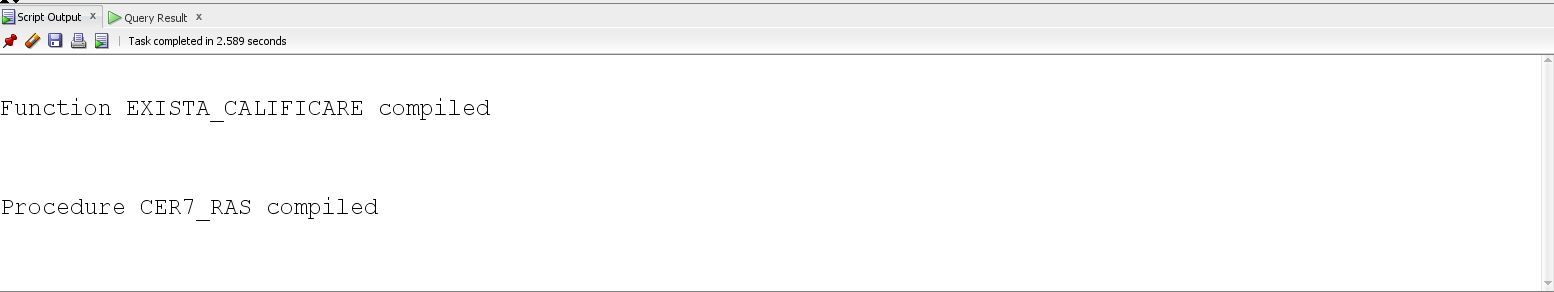 Script Output x Query Result x
Task completed in 2.589 seconds
Function EXISTA_CALIFICARE compiled
Procedure CER7_RAS compiled